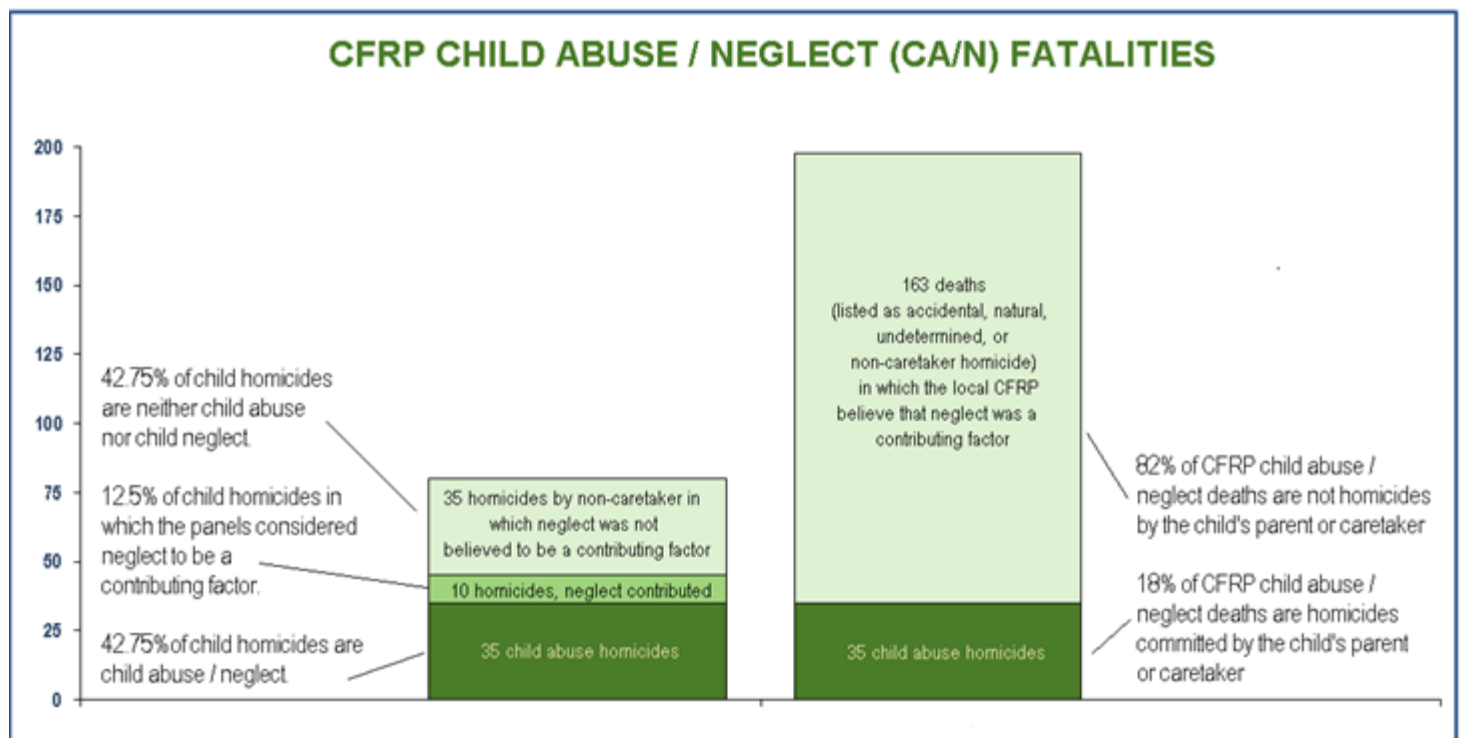 CFRP CHILD ABUSE / NEGLECT (CA/N) FATALITIES
200
175
150
125
100
75
50
25
0
42.75% of child homicides
are neither child abuse
nor child neglect.
12.5% of child homicides in
which the panels considered
neglect to be a
contributing factor.
42.75% of child homicides are
child abuse / neglect.
35 homicides by non-caretaker in
which neglect was not
believed to be a contributing factor
10 homicides, neglect contributed
35 child abuse homicides
163 deaths
(listed as accidental, natural,
undetermined, or
non-caretaker homicide)
in which the local CFRP
believe that neglect was a
contributing factor
35 child abuse homicides
82% of CFRP child abuse /
neglect deaths are not homicides
by the child's parent or caretaker
18% of CFRP child abuse /
neglect deaths are homicides
committed by the child's parent
or caretaker